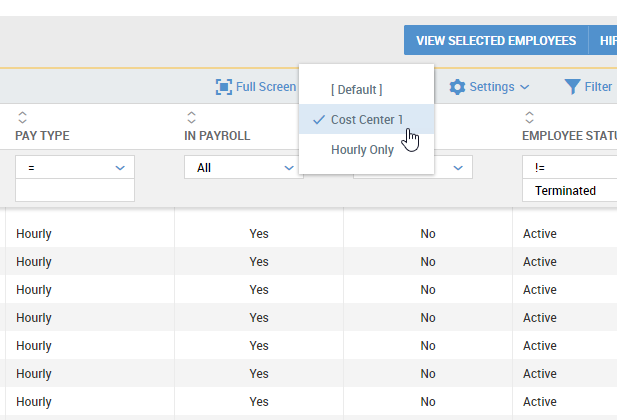 VIEW SELECTED EMPLOYEES
HIR
Full Screen
Settings
Filter
[ Default ]
Cost Center 1
Hourly Only
PAY TYPE
IN PAYROLL
EMPLOYEE STATU
=
All
!=
Terminated
Hourly Yes No Active
Hourly Yes No Active
Hourly Yes No Active
Hourly Yes No Active
Hourly Yes No Active
Hourly Yes No Active
Hourly Yes No Active